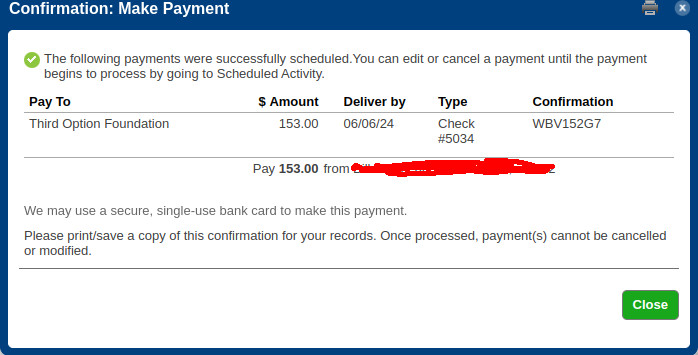 Confirmation: Make Payment
The following payments were successfully scheduled.You can edit or cancel a payment until the payment
begins to process by going to Scheduled Activity.
Pay To $ Amount Deliver by Type Confirmation
Third Option Foundation 153.00 06/06/24 Check WBV152G7
#5034
Pay 153.00 from
We may use a secure, single-use bank card to make this payment.
Please print/save a copy of this confirmation for your records. Once processed, payment(s) cannot be cancelled
or modified.
Close